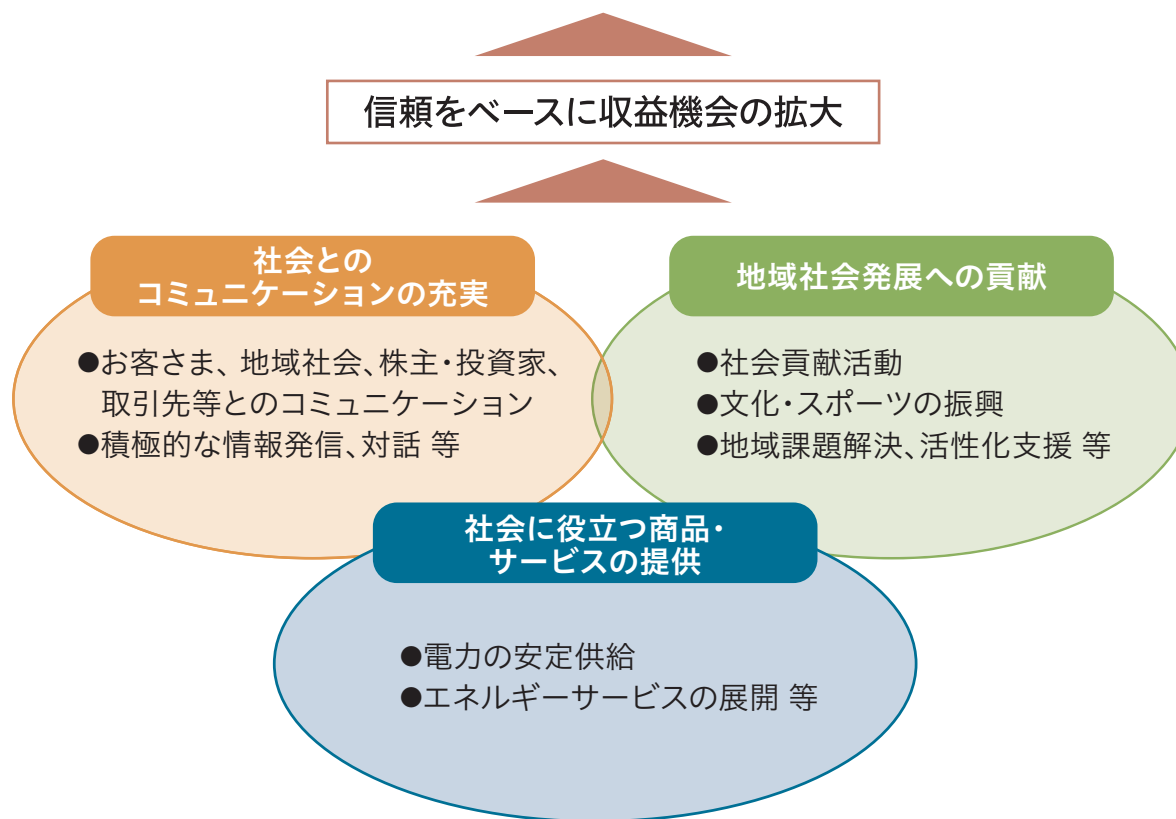 信頼をベースに収益機会の拡大
社会との
コミュニケーションの充実
●お客さま、地域社会、株主・投資家、
取引先等とのコミュニケーション
●積極的な情報発信、対話 等
地域社会発展への貢献
●社会貢献活動
●文化・スポーツの振興
●地域課題解決、活性化支援 等
社会に役立つ商品・
サービスの提供
●電力の安定供給
●エネルギーサービスの展開 等